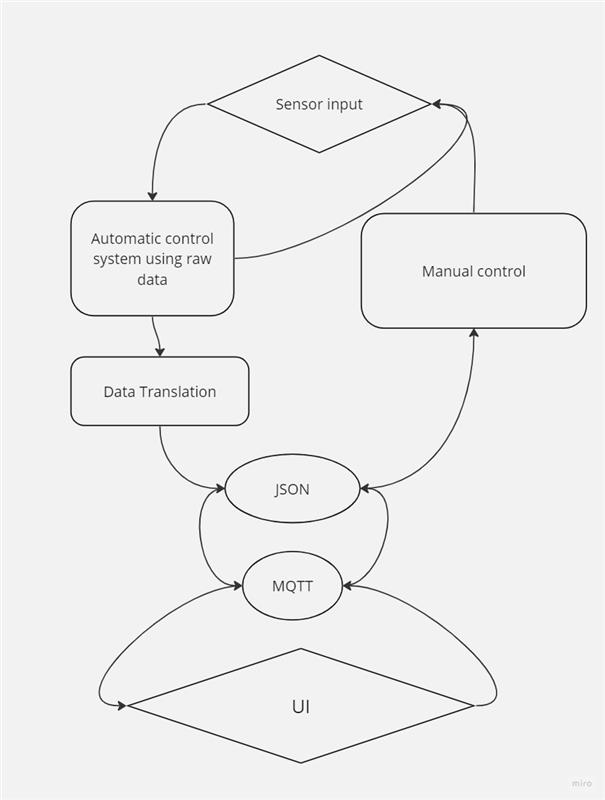 Sensor input
Automatic control
system using raw
data
Manual control
Data Translation
JSON
MQTT
UI
miro